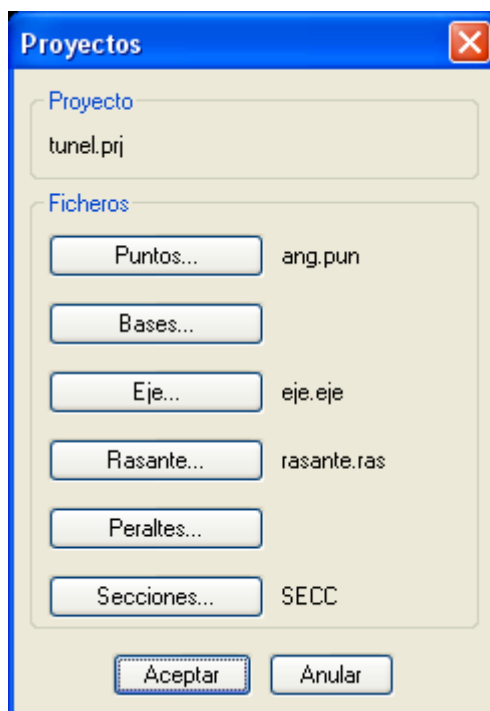 Proyectos
Proyecto
tunel.prj
Ficheros
Puntos... ang.pun
Bases...
Eje... eje.eje
Rasante... rasante.ras
Peraltes...
Secciones... SECC
Aceptar Anular